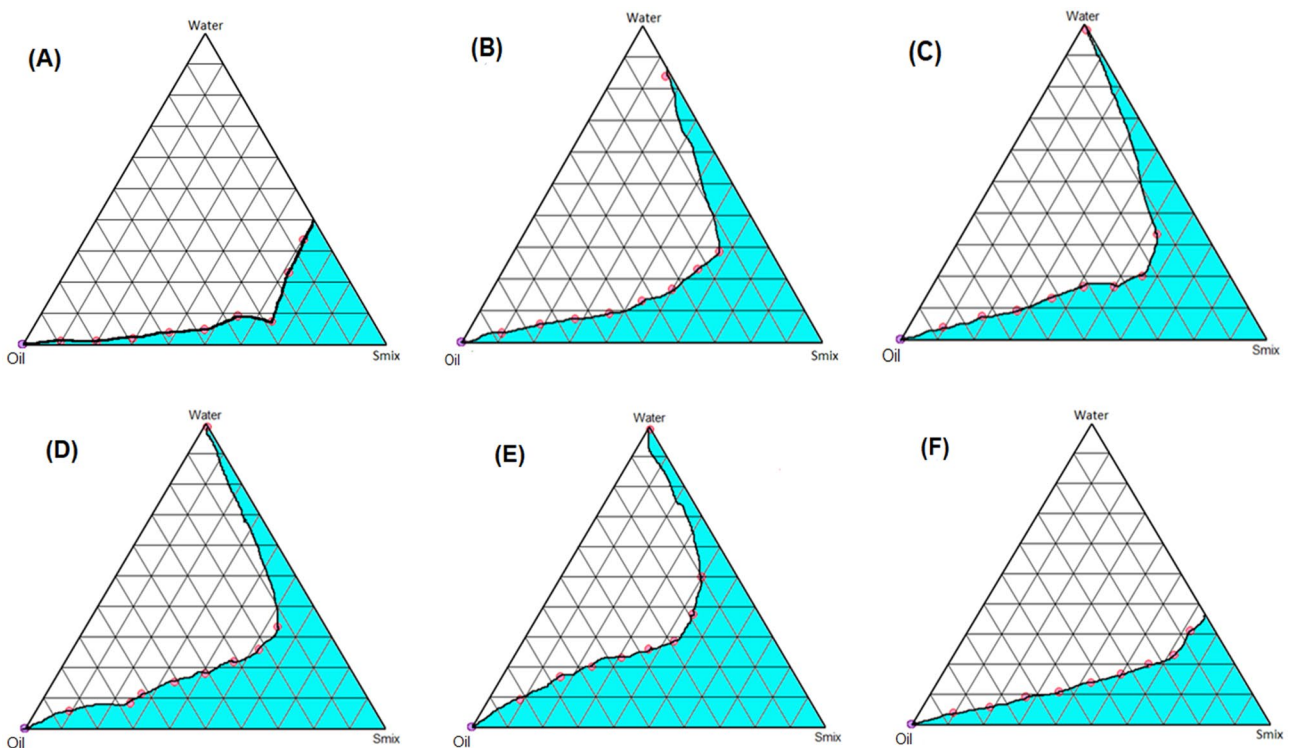 (A)
Water
Oil
Smix
(B)
Water
Oil
Smix
(C)
Water
Oil
Smix
(D)
Water
Oil
Smix
(E)
Water
Oil
Smix
(F)
Water
Oil
Smix